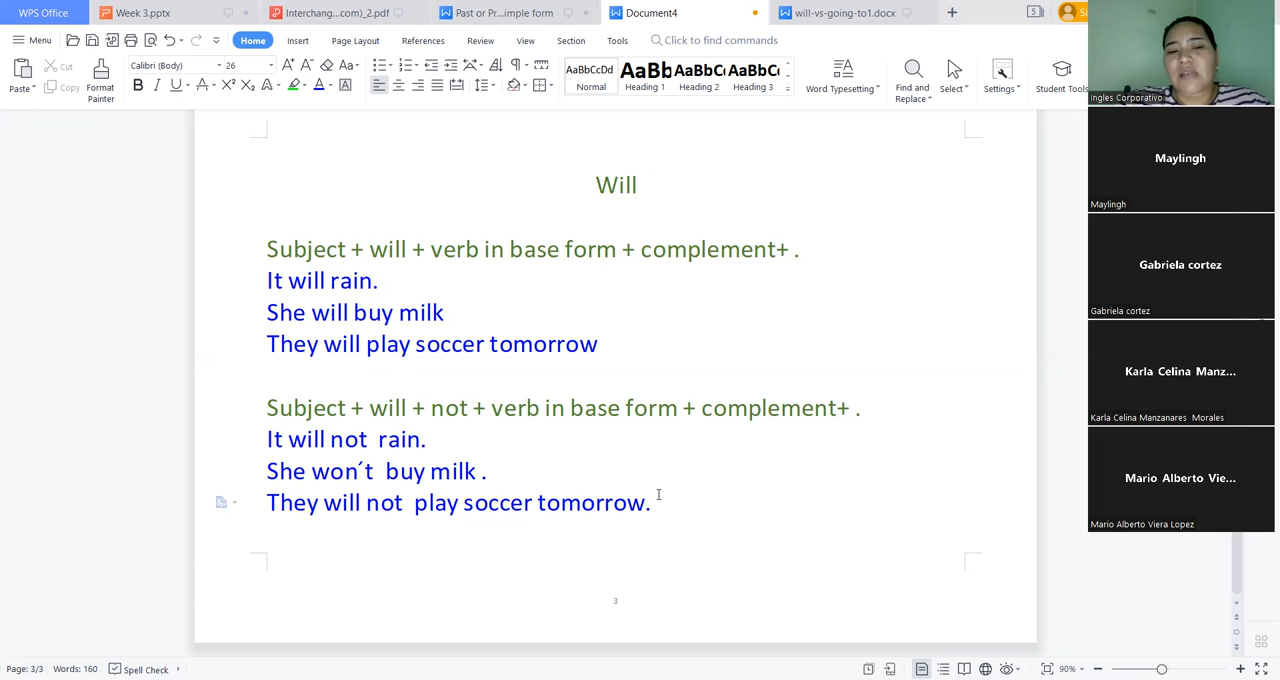 WPS Office
Week 3.pptx
Interchang...com)_2.pdf
Past or Pr...imple form
Document4
will-vs-going-to1.docx
5
Menu
Home
Insert
Page Layout
References
Review
View
Section
Tools
Click to find commands
Paste
Cut
Copy
Format Painter
Calibri (Body)
26
AaBbCcDd
Normal
AaBb
Heading 1
AaBbCc
Heading 2
AaBbCc
Heading 3
Word Typesetting
Find and Replace
Select
Settings
Student Tools
Will
Subject + will + verb in base form + complement+ .
It will rain.
She will buy milk
They will play soccer tomorrow
Subject + will + not + verb in base form + complement+ .
It will not  rain.
She won´t  buy milk .
They will not  play soccer tomorrow.
3
Ingles Corporativo
Maylingh
Maylingh
Gabriela cortez
Gabriela cortez
Karla Celina Manz...
Karla Celina Manzanares Morales
Mario Alberto Vie...
Mario Alberto Viera Lopez
Page: 3/3
Words: 160
Spell Check
90%